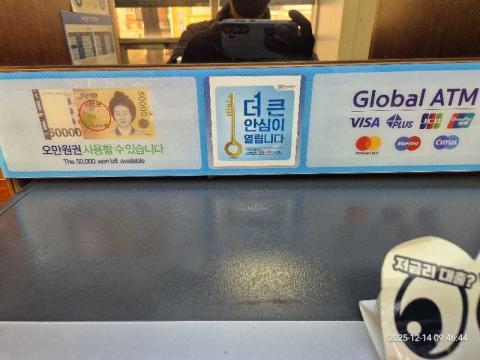 50000
50000
오만원권 사용할 수 있습니다
The 50,000 won bill available
더 큰
안심이
열립니다
Global ATM
VISA PLUS JCB UnionPay
MasterCard Maestro Cirrus
저금리 대출?
2025-12-14 09:46:44